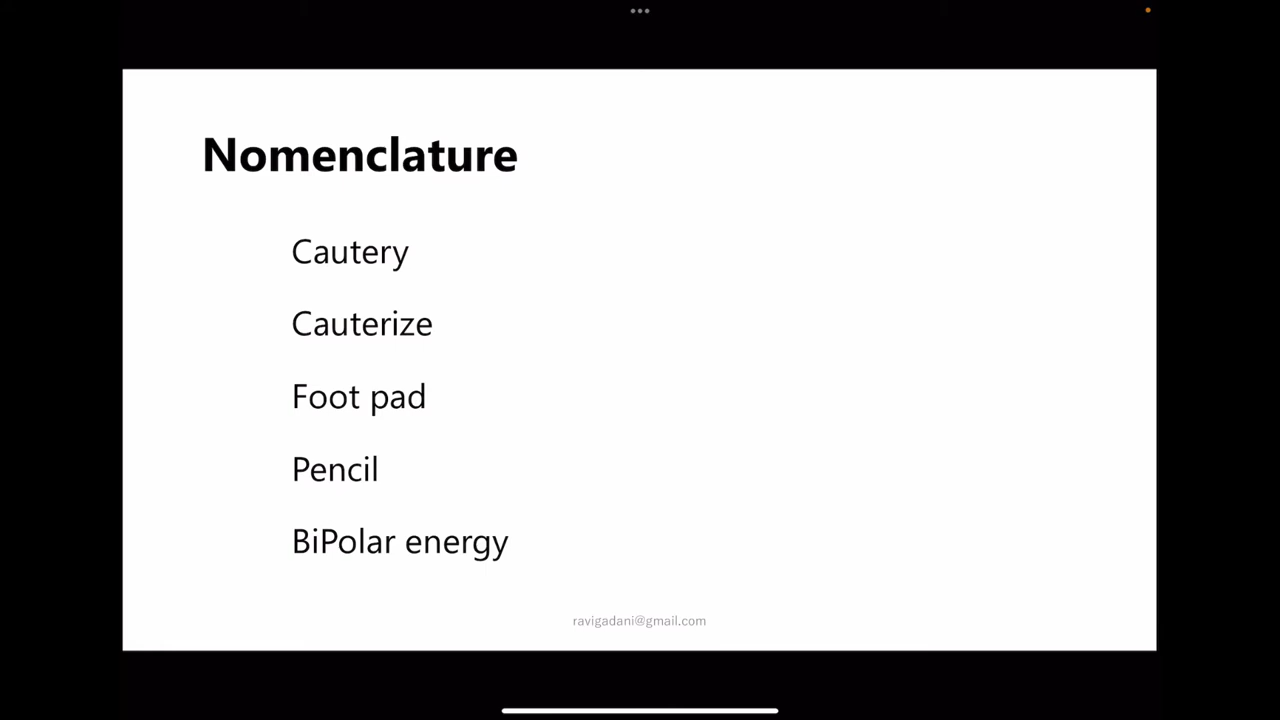 Nomenclature
Cautery
Cauterize
Foot pad
Pencil
BiPolar energy
ravigadani@gmail.com